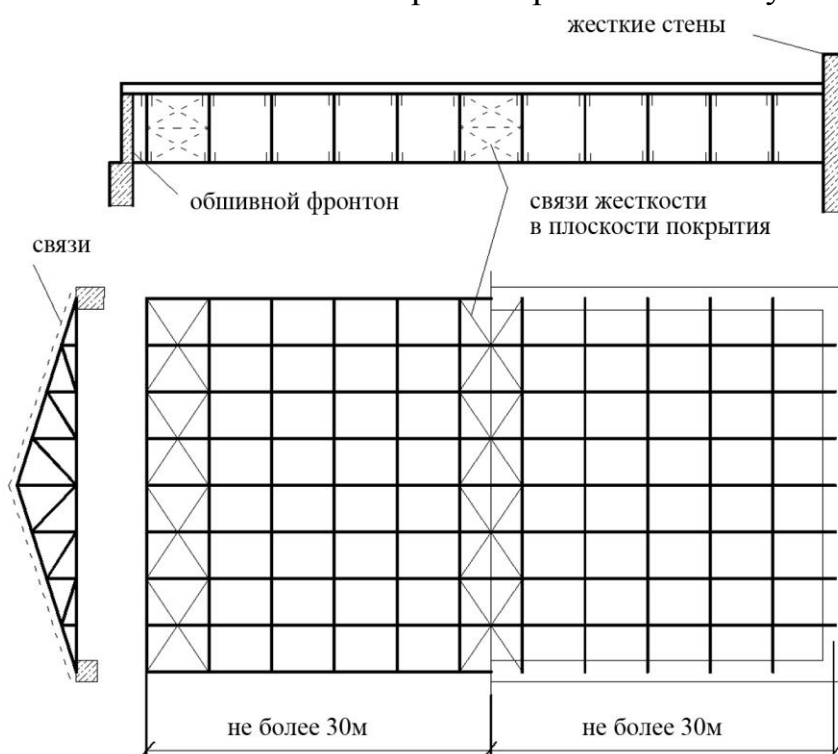 жесткие стены
обшивной фронтон
связи жесткости
в плоскости покрытия
связи
не более 30м
не более 30м